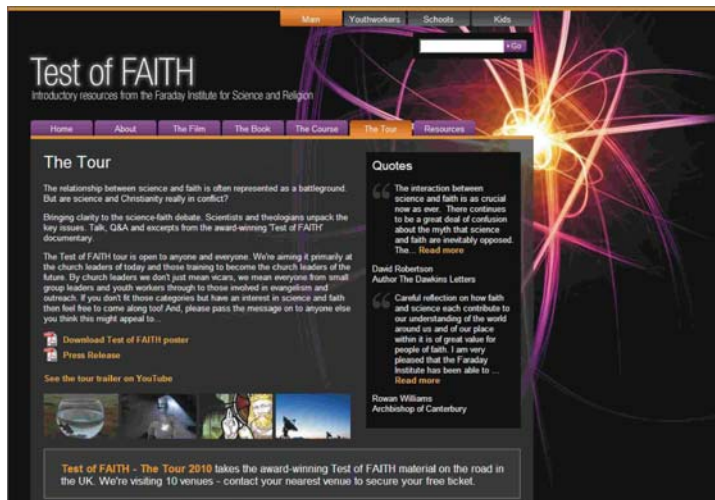 Main Youthworkers Schools Kids
Go
Test of FAITH
Introductory resources from the Faraday Institute for Science and Religion
Home About The Film The Book The Course The Tour Resources
The Tour
The relationship between science and faith is often represented as a battleground.
But are science and Christianity really in conflict?
Bringing clarity to the science-faith debate. Scientists and theologians unpack the
key issues. Talk, Q&A and excerpts from the award-winning 'Test of FAITH'
documentary.
The Test of FAITH tour is open to anyone and everyone. We're aiming it primarily at
the church leaders of today and those training to become the church leaders of the
future. By church leaders we don't just mean vicars, we mean everyone from small
group leaders and youth workers through to those involved in evangelism and
outreach. If you don't fit those categories but have an interest in science and faith
then feel free to come along too! And, please pass the message on to anyone else
you think this might appeal to...
Download Test of FAITH poster
Press Release
See the tour trailer on YouTube
Quotes
The interaction between
science and faith is as crucial
now as ever. There continues
to be a great deal of confusion
about the myth that science
and faith are inevitably opposed.
The... Read more
David Robertson
Author The Dawkins Letters
Careful reflection on how faith
and science each contribute to
our understanding of the world
around us and of our place
within it is of great value for
people of faith. I am very
pleased that the Faraday
Institute has been able to ...
Read more
Rowan Williams
Archbishop of Canterbury
Test of FAITH - The Tour 2010 takes the award-winning Test of FAITH material on the road in
the UK. We're visiting 10 venues - contact your nearest venue to secure your free ticket.